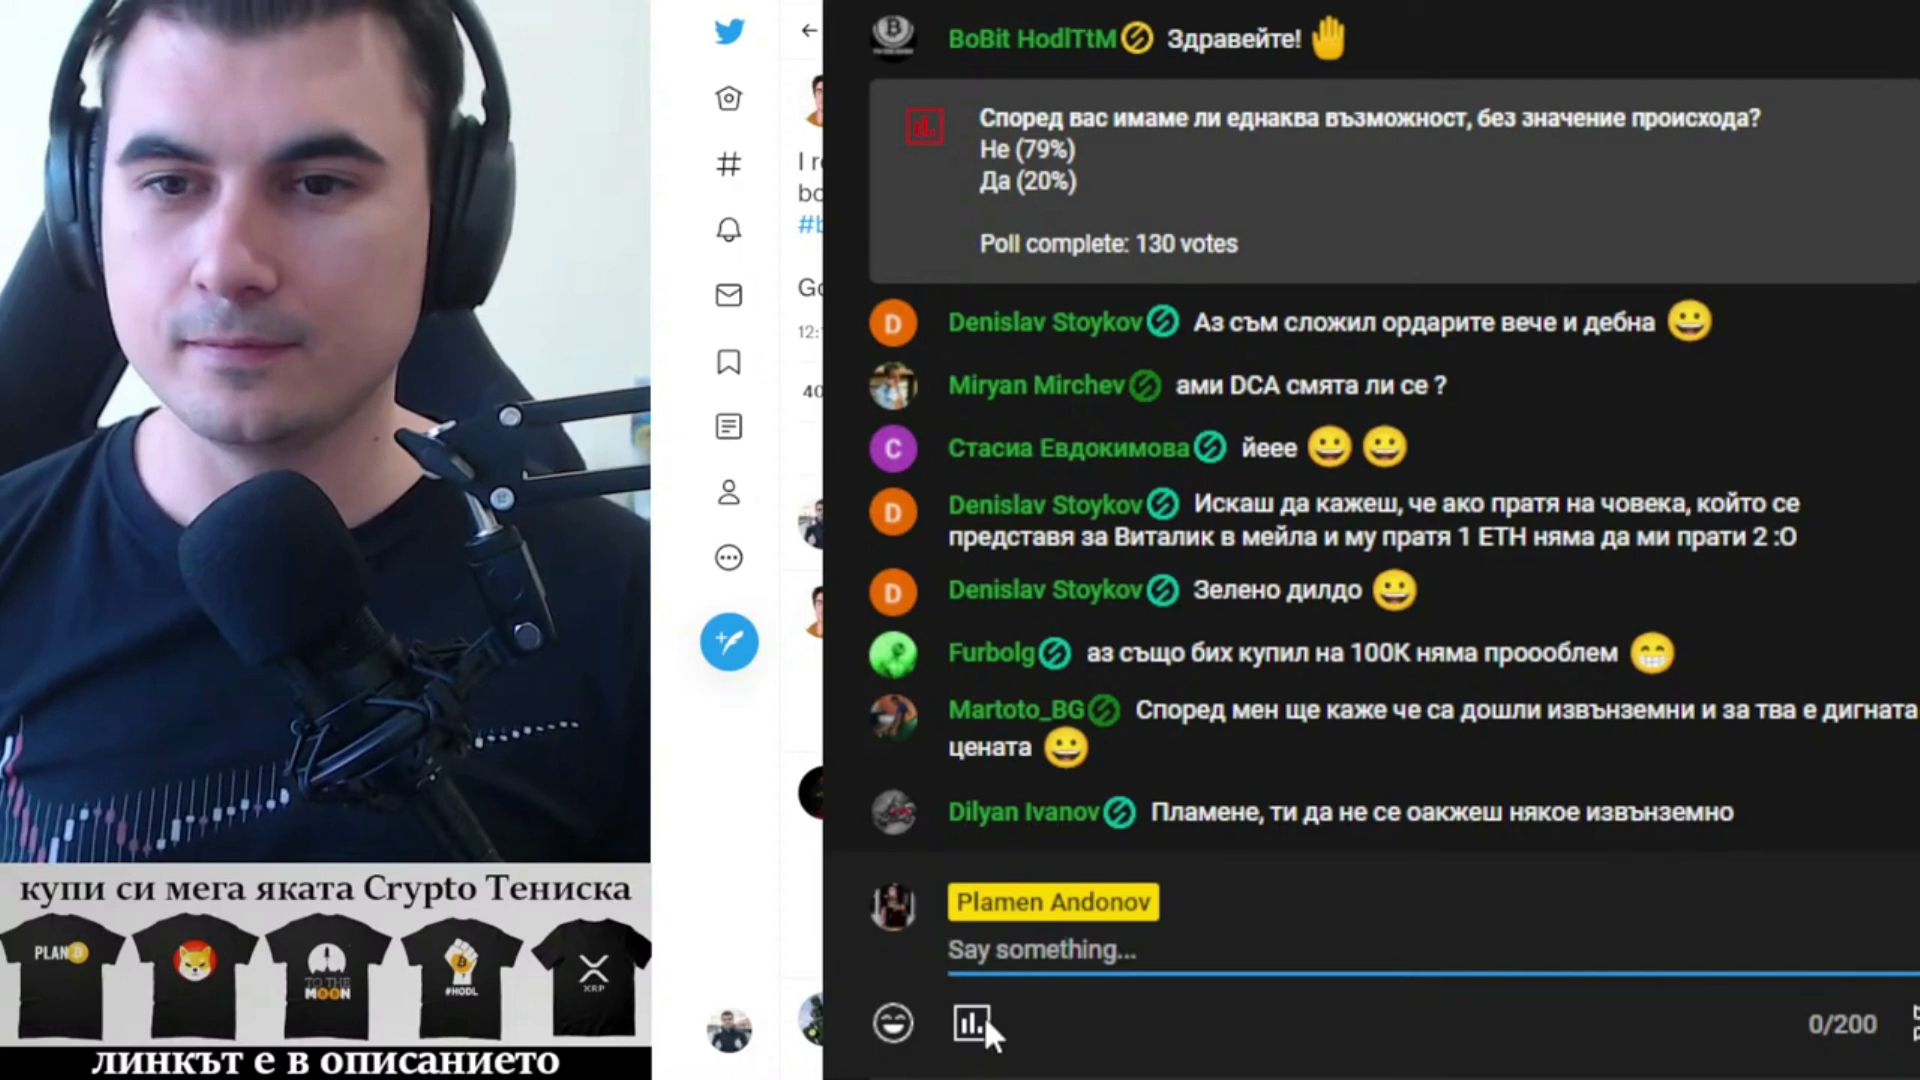 BoBit HodlTtM Здравейте!
Според вас имаме ли еднаква възможност, без значение происхода?
Не (79%)
Да (20%)
Poll complete: 130 votes
Denislav Stoykov Аз съм сложил ордарите вече и дебна
Miryan Mirchev ами DCA смята ли се ?
Стасиа Евдокимова йеее
Denislav Stoykov Искаш да кажеш, че ако пратя на човека, който се
представя за Виталик в мейла и му пратя 1 ETH няма да ми прати 2 :О
Denislav Stoykov Зелено дилдо
Furbolg аз също бих купил на 100K няма проооблем
Martoto_BG Според мен ще каже че са дошли извънземни и за тва е дигната
цената
Dilyan Ivanov Пламене, ти да не се оакжеш някое извънземно
Plamen Andonov
Say something...
0/200
купи си мега яката Crypto Тениска
PLAN B
TO THE
MOON
#HODL
XRP
линкът е в описанието